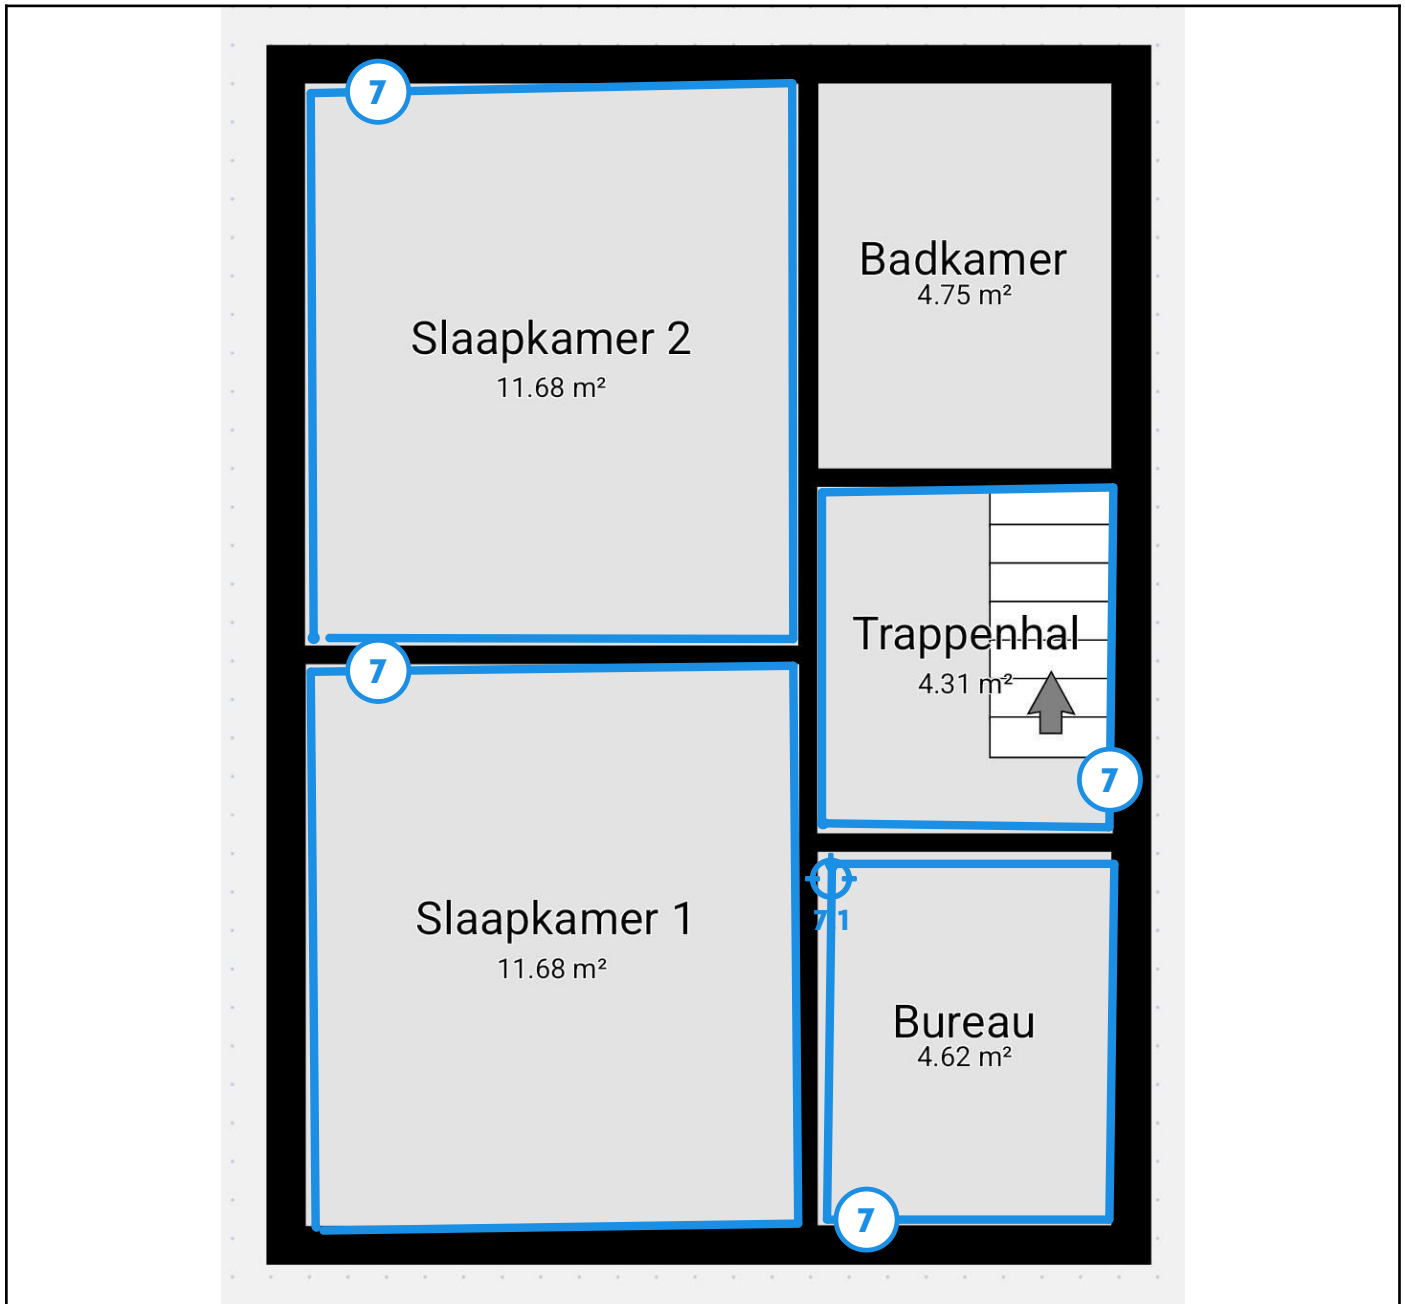 7
Badkamer
4.75 m²
Slaapkamer 2
11.68 m²
7
Trappenhal
4.31 m²
7
7.1
Slaapkamer 1
11.68 m²
Bureau
4.62 m²
7